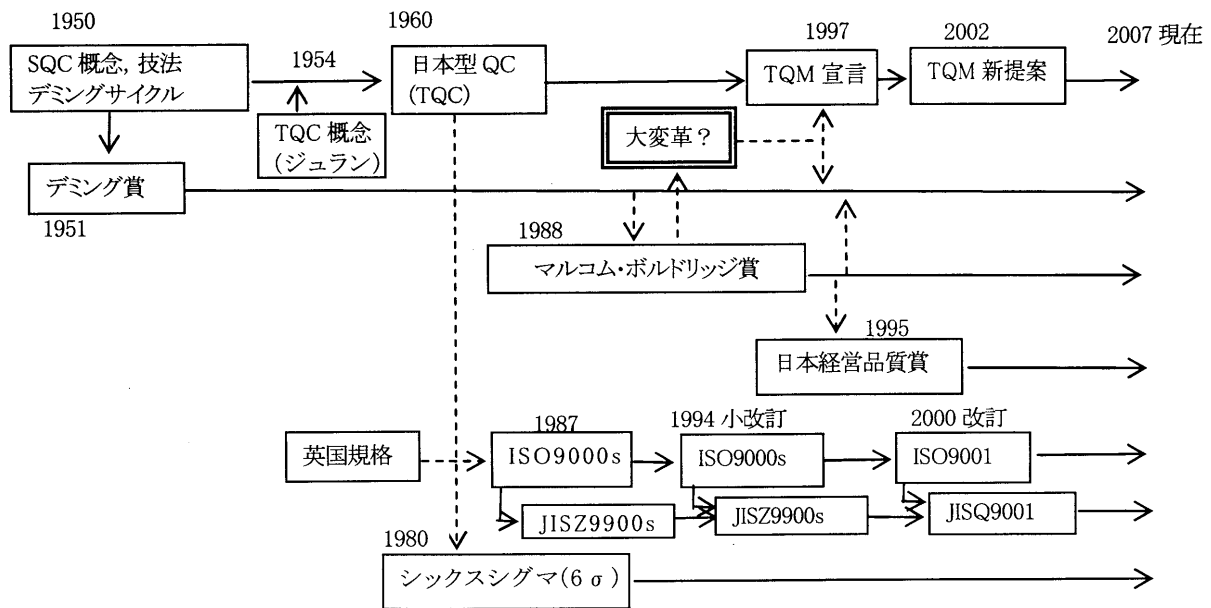 1950
1960
1997
2002
2007 現在
SQC 概念, 技法
デミングサイクル
1954
日本型 QC
(TQC)
TQM 宣言
TQM 新提案
TQC 概念
(ジュラン)
大変革？
デミング賞
1951
1988
マルコム・ボルドリッジ賞
1995
日本経営品質賞
1987
1994 小改訂
2000 改訂
英国規格
ISO9000s
ISO9000s
ISO9001
JISZ9900s
JISZ9900s
JISQ9001
1980
シックスシグマ(6 σ)